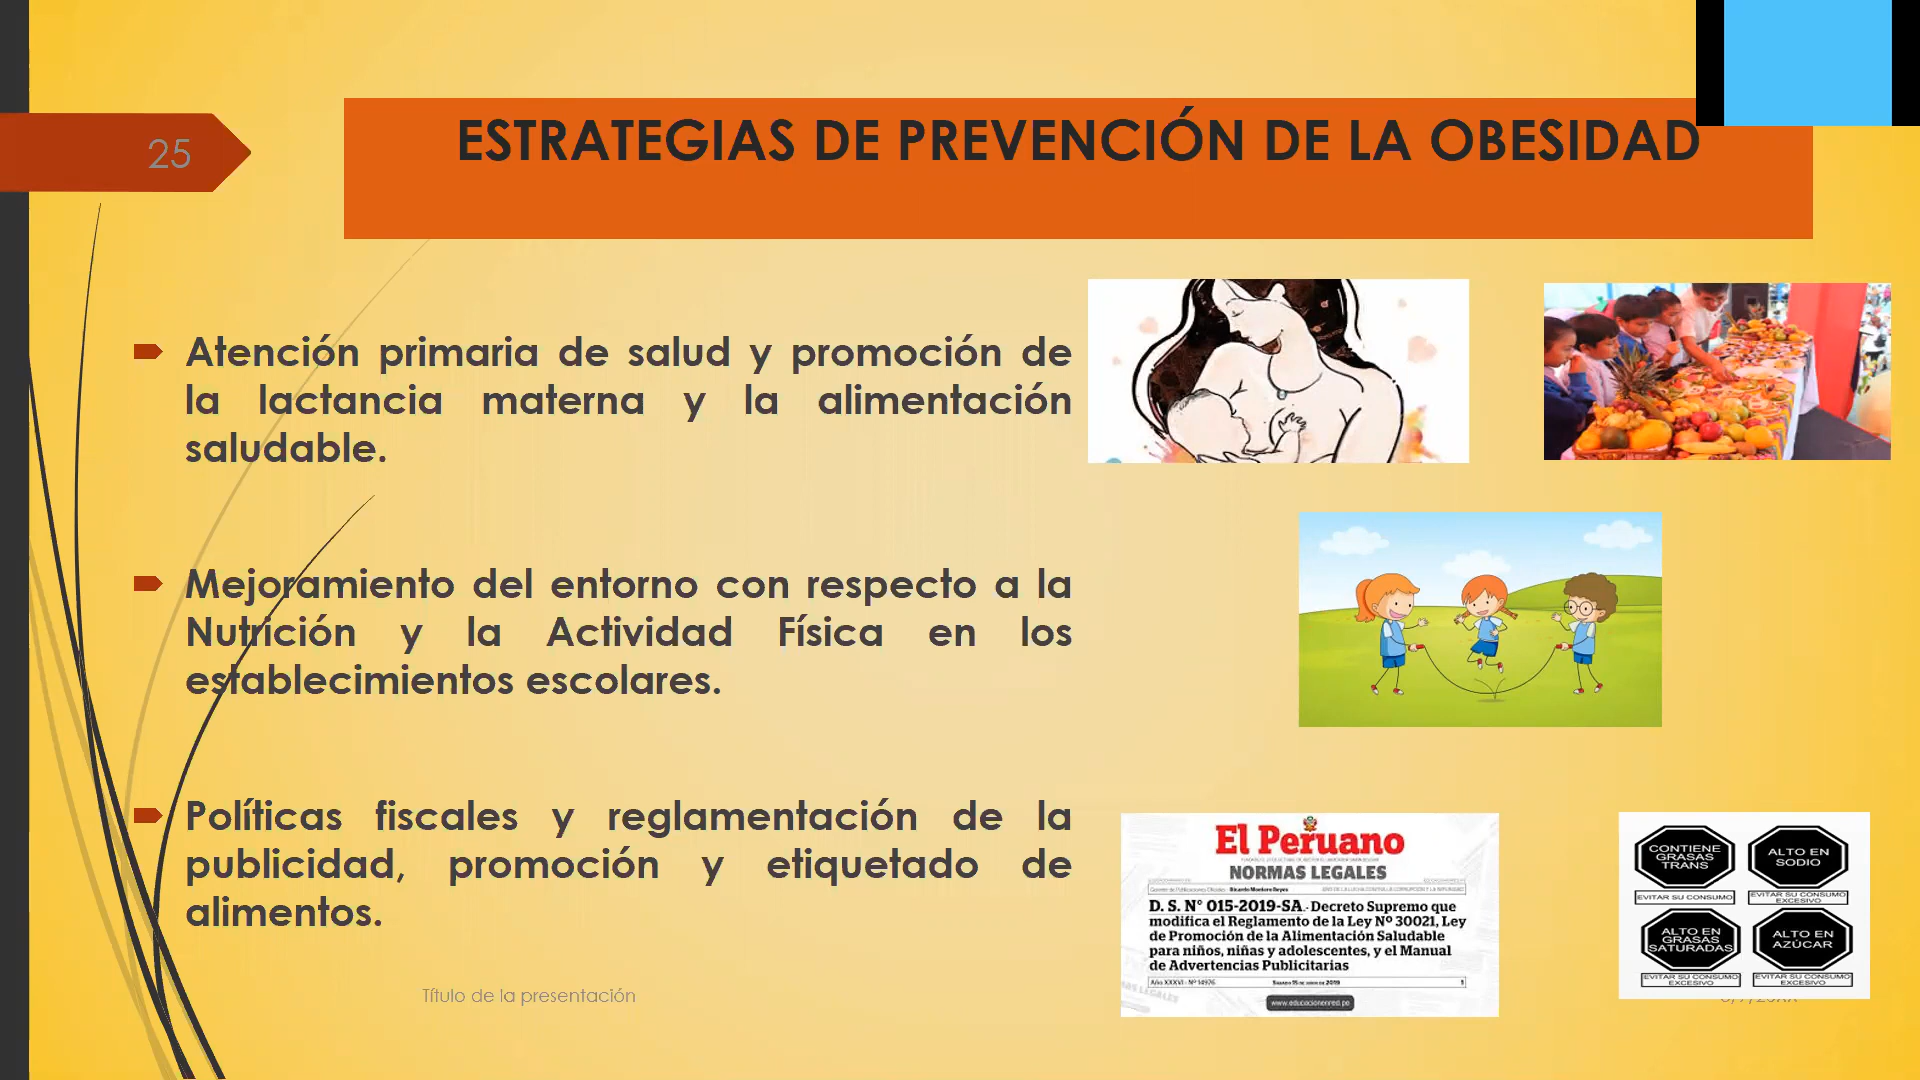 25
ESTRATEGIAS DE PREVENCIÓN DE LA OBESIDAD
Atención primaria de salud y promoción de
la lactancia materna y la alimentación
saludable.
Mejoramiento del entorno con respecto a la
Nutrición y la Actividad Física en los
establecimientos escolares.
Políticas fiscales y reglamentación de la
publicidad, promoción y etiquetado de
alimentos.
El Peruano
NORMAS LEGALES
D. S. N° 015-2019-SA.- Decreto Supremo que
modifica el Reglamento de la Ley Nº 30021, Ley
de Promoción de la Alimentación Saludable
para niños, niñas y adolescentes, y el Manual
de Advertencias Publicitarias
Año XXXVI - Nº 14976
1
www.educacionenred.pe
CONTIENE
GRASAS
TRANS
EVITAR SU CONSUMO
ALTO EN
SODIO
EVITAR SU CONSUMO
EXCESIVO
ALTO EN
GRASAS
SATURADAS
EVITAR SU CONSUMO
EXCESIVO
ALTO EN
AZÚCAR
EVITAR SU CONSUMO
EXCESIVO
Título de la presentación